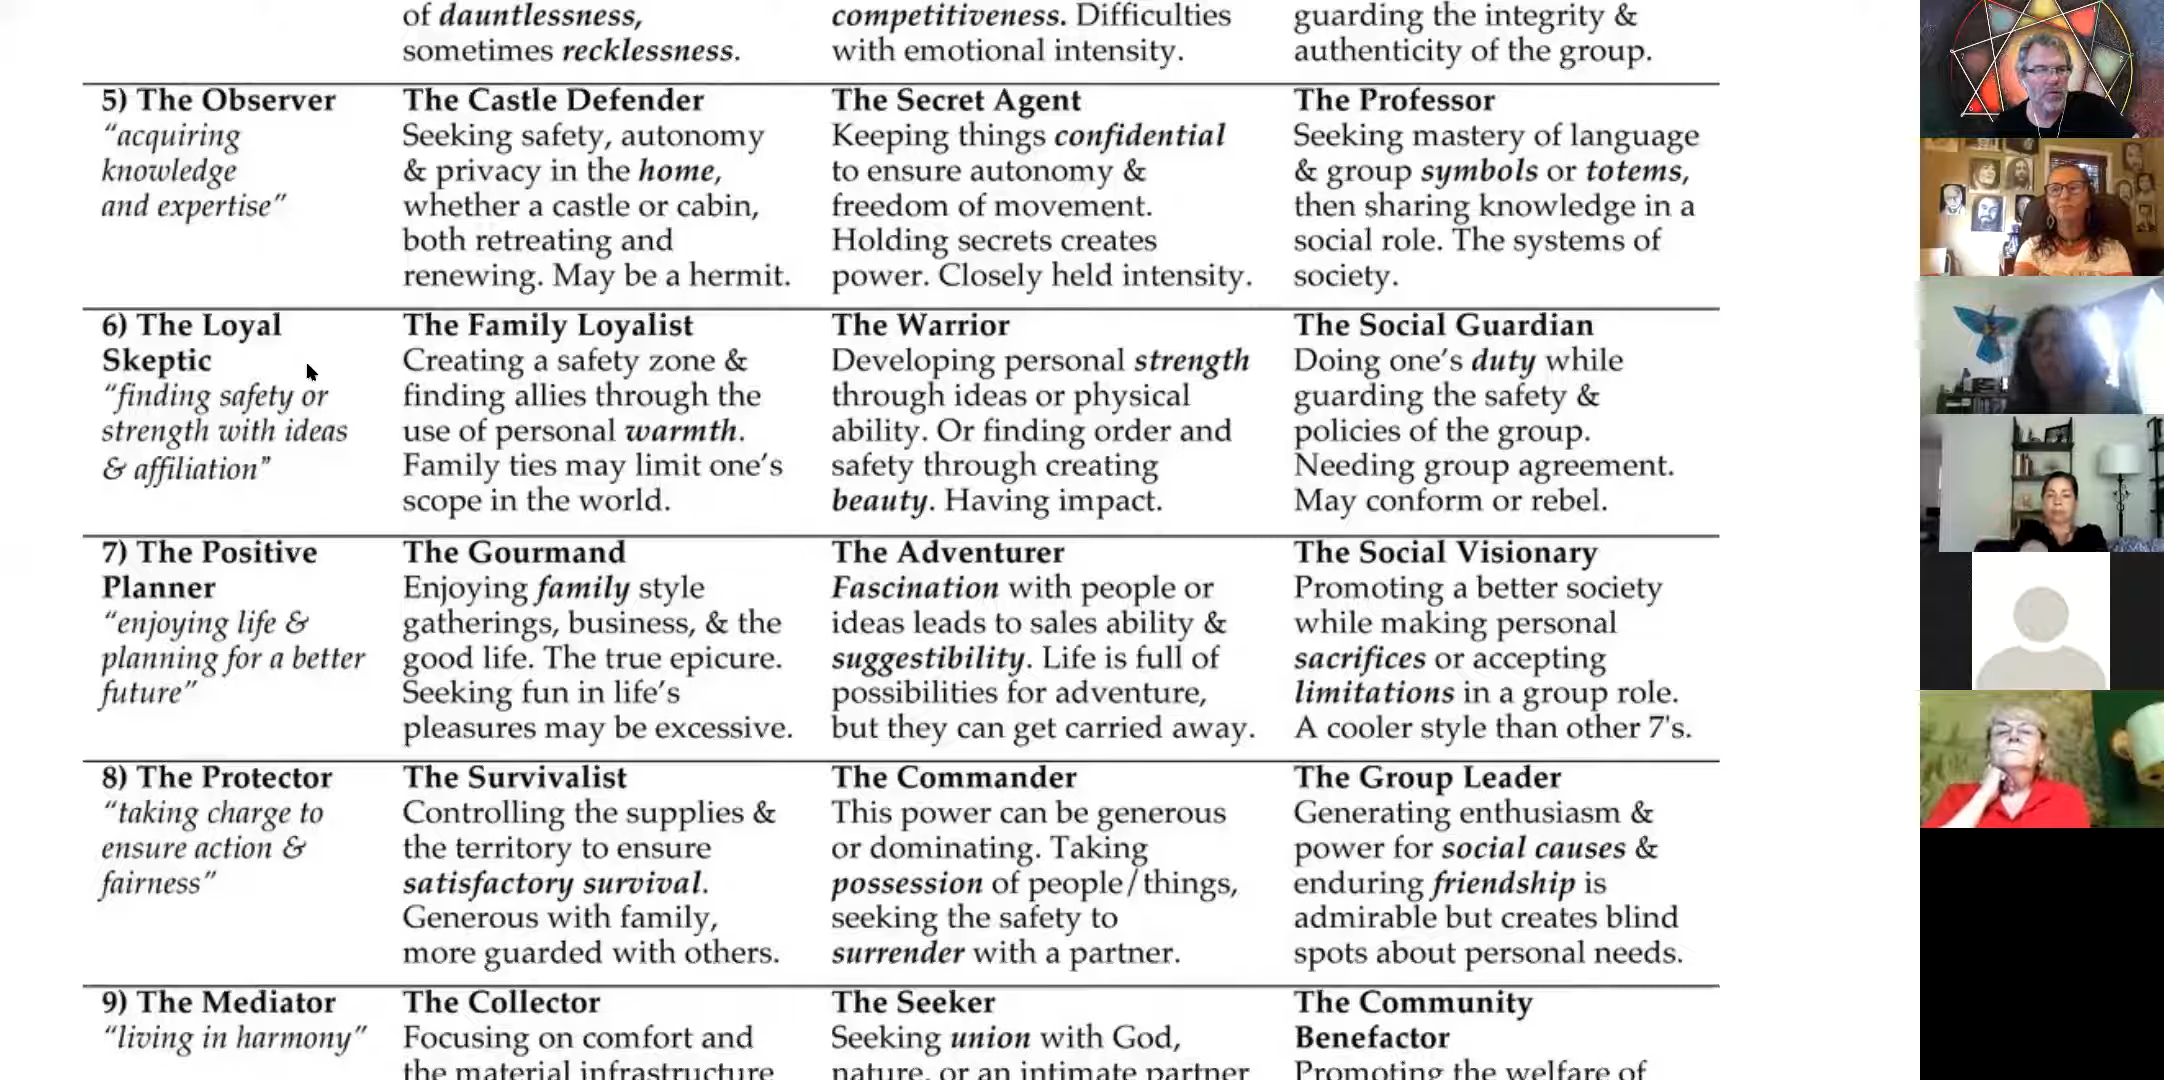 of dauntlessness,
sometimes recklessness.
competitiveness. Difficulties
with emotional intensity.
guarding the integrity &
authenticity of the group.
5) The Observer
“acquiring
knowledge
and expertise”
The Castle Defender
Seeking safety, autonomy
& privacy in the home,
whether a castle or cabin,
both retreating and
renewing. May be a hermit.
The Secret Agent
Keeping things confidential
to ensure autonomy &
freedom of movement.
Holding secrets creates
power. Closely held intensity.
The Professor
Seeking mastery of language
& group symbols or totems,
then sharing knowledge in a
social role. The systems of
society.
6) The Loyal
Skeptic
“finding safety or
strength with ideas
& affiliation”
The Family Loyalist
Creating a safety zone &
finding allies through the
use of personal warmth.
Family ties may limit one’s
scope in the world.
The Warrior
Developing personal strength
through ideas or physical
ability. Or finding order and
safety through creating
beauty. Having impact.
The Social Guardian
Doing one’s duty while
guarding the safety &
policies of the group.
Needing group agreement.
May conform or rebel.
7) The Positive
Planner
“enjoying life &
planning for a better
future”
The Gourmand
Enjoying family style
gatherings, business, & the
good life. The true epicure.
Seeking fun in life’s
pleasures may be excessive.
The Adventurer
Fascination with people or
ideas leads to sales ability &
suggestibility. Life is full of
possibilities for adventure,
but they can get carried away.
The Social Visionary
Promoting a better society
while making personal
sacrifices or accepting
limitations in a group role.
A cooler style than other 7's.
8) The Protector
“taking charge to
ensure action &
fairness”
The Survivalist
Controlling the supplies &
the territory to ensure
satisfactory survival.
Generous with family,
more guarded with others.
The Commander
This power can be generous
or dominating. Taking
possession of people/things,
seeking the safety to
surrender with a partner.
The Group Leader
Generating enthusiasm &
power for social causes &
enduring friendship is
admirable but creates blind
spots about personal needs.
9) The Mediator
“living in harmony”
The Collector
Focusing on comfort and
the material infrastructure
The Seeker
Seeking union with God,
nature, or an intimate partner
The Community
Benefactor
Promoting the welfare of